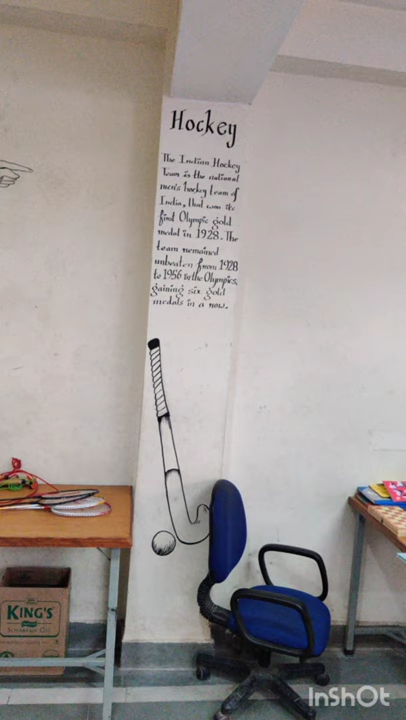 Hockey
The Indian Hockey
Team is the national
men's hockey team of
India, that won its
first Olympic gold
medal in 1928. The
team remained
unbeaten from 1928
to 1956 in the Olympics,
gaining six gold
medals in a row.
KING'S
InShOt